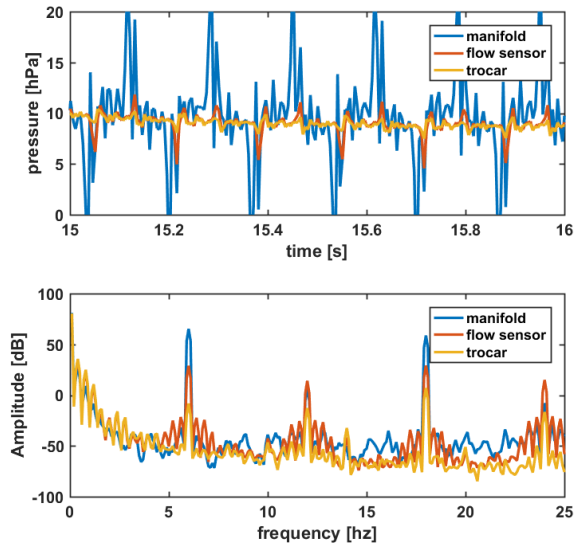 20
15
10
5
0
pressure [hPa]
manifold
flow sensor
trocar
15 15.2 15.4 15.6 15.8 16
time [s]
100
50
0
-50
-100
Amplitude [dB]
manifold
flow sensor
trocar
0 5 10 15 20 25
frequency [hz]